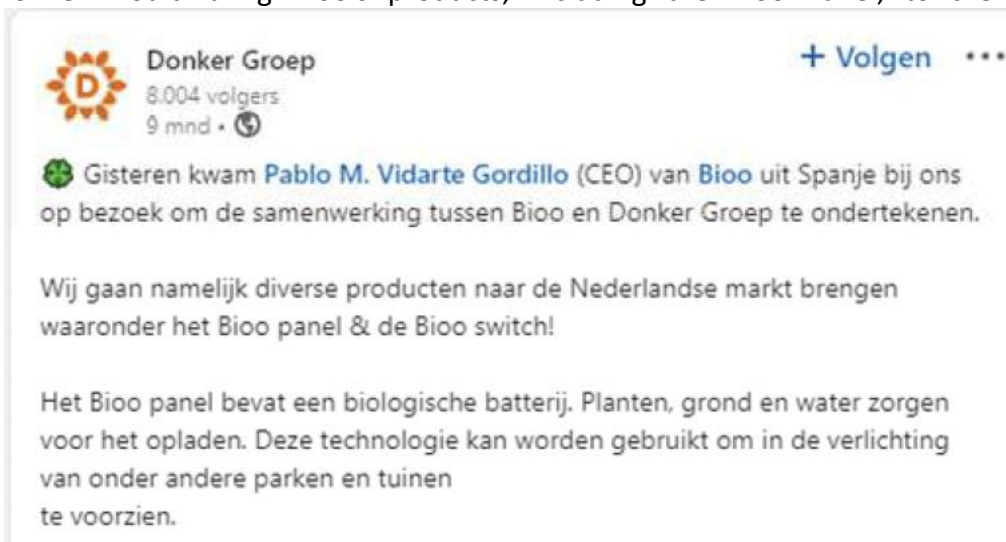 D
Donker Groep
+ Volgen
8.004 volgers
9 mnd •
Gisteren kwam Pablo M. Vidarte Gordillo (CEO) van Bioo uit Spanje bij ons
op bezoek om de samenwerking tussen Bioo en Donker Groep te ondertekenen.
Wij gaan namelijk diverse producten naar de Nederlandse markt brengen
waaronder het Bioo panel & de Bioo switch!
Het Bioo panel bevat een biologische batterij. Planten, grond en water zorgen
voor het opladen. Deze technologie kan worden gebruikt om in de verlichting
van onder andere parken en tuinen
te voorzien.